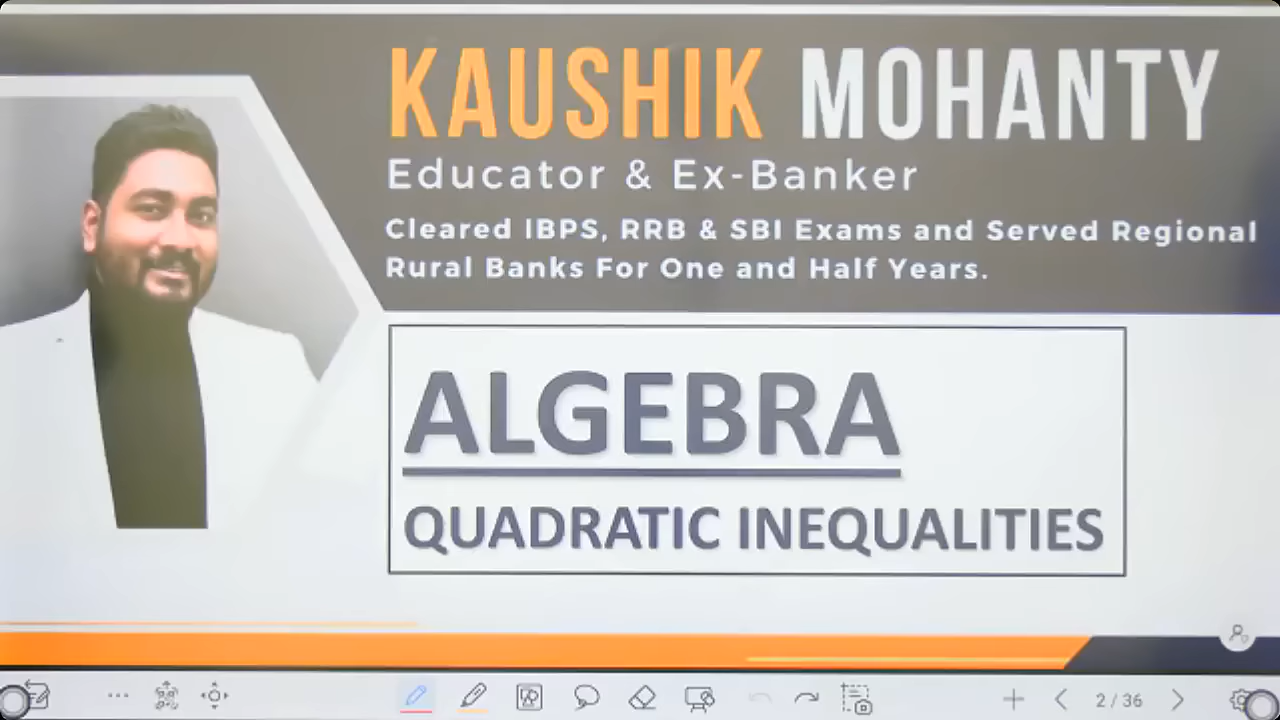 KAUSHIK MOHANTY
Educator & Ex-Banker
Cleared IBPS, RRB & SBI Exams and Served Regional
Rural Banks For One and Half Years.
ALGEBRA
QUADRATIC INEQUALITIES
2 / 36